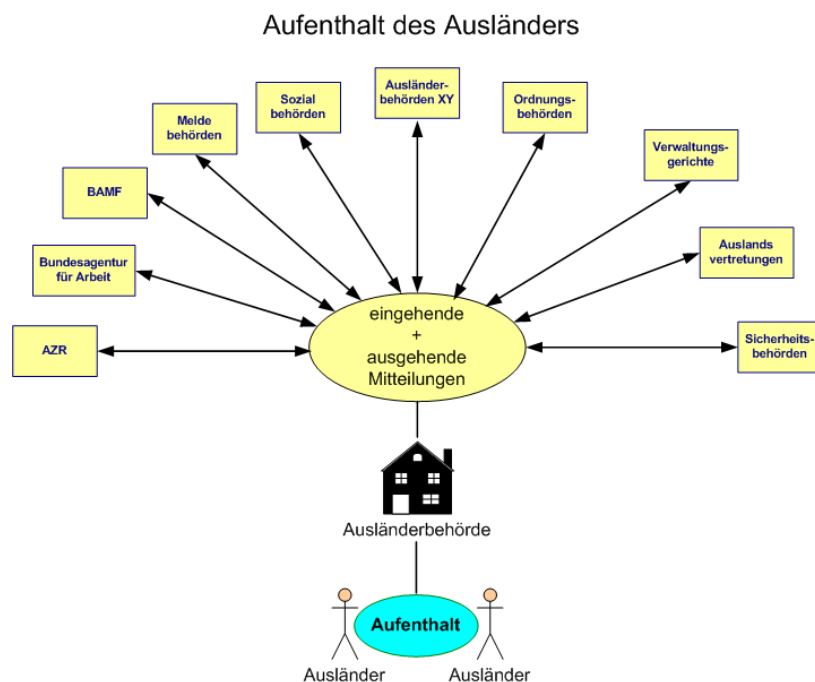 Aufenthalt des Ausländers
Ausländer-
behörden XY
Sozial
behörden
Ordnungs-
behörden
Melde
behörden
Verwaltungs-
gerichte
BAMF
Auslands
vertretungen
Bundesagentur
für Arbeit
AZR
Sicherheits-
behörden
eingehende
+
ausgehende
Mitteilungen
Ausländerbehörde
Aufenthalt
Ausländer
Ausländer